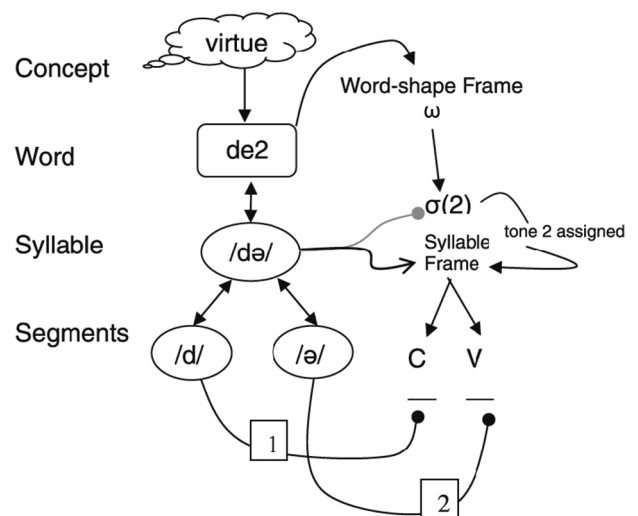 Concept
virtue
Word-shape Frame
ω
Word
de2
σ(2)
tone 2 assigned
Syllable
/də/
Syllable
Frame
Segments
/d/
/ə/
C
V
1
2